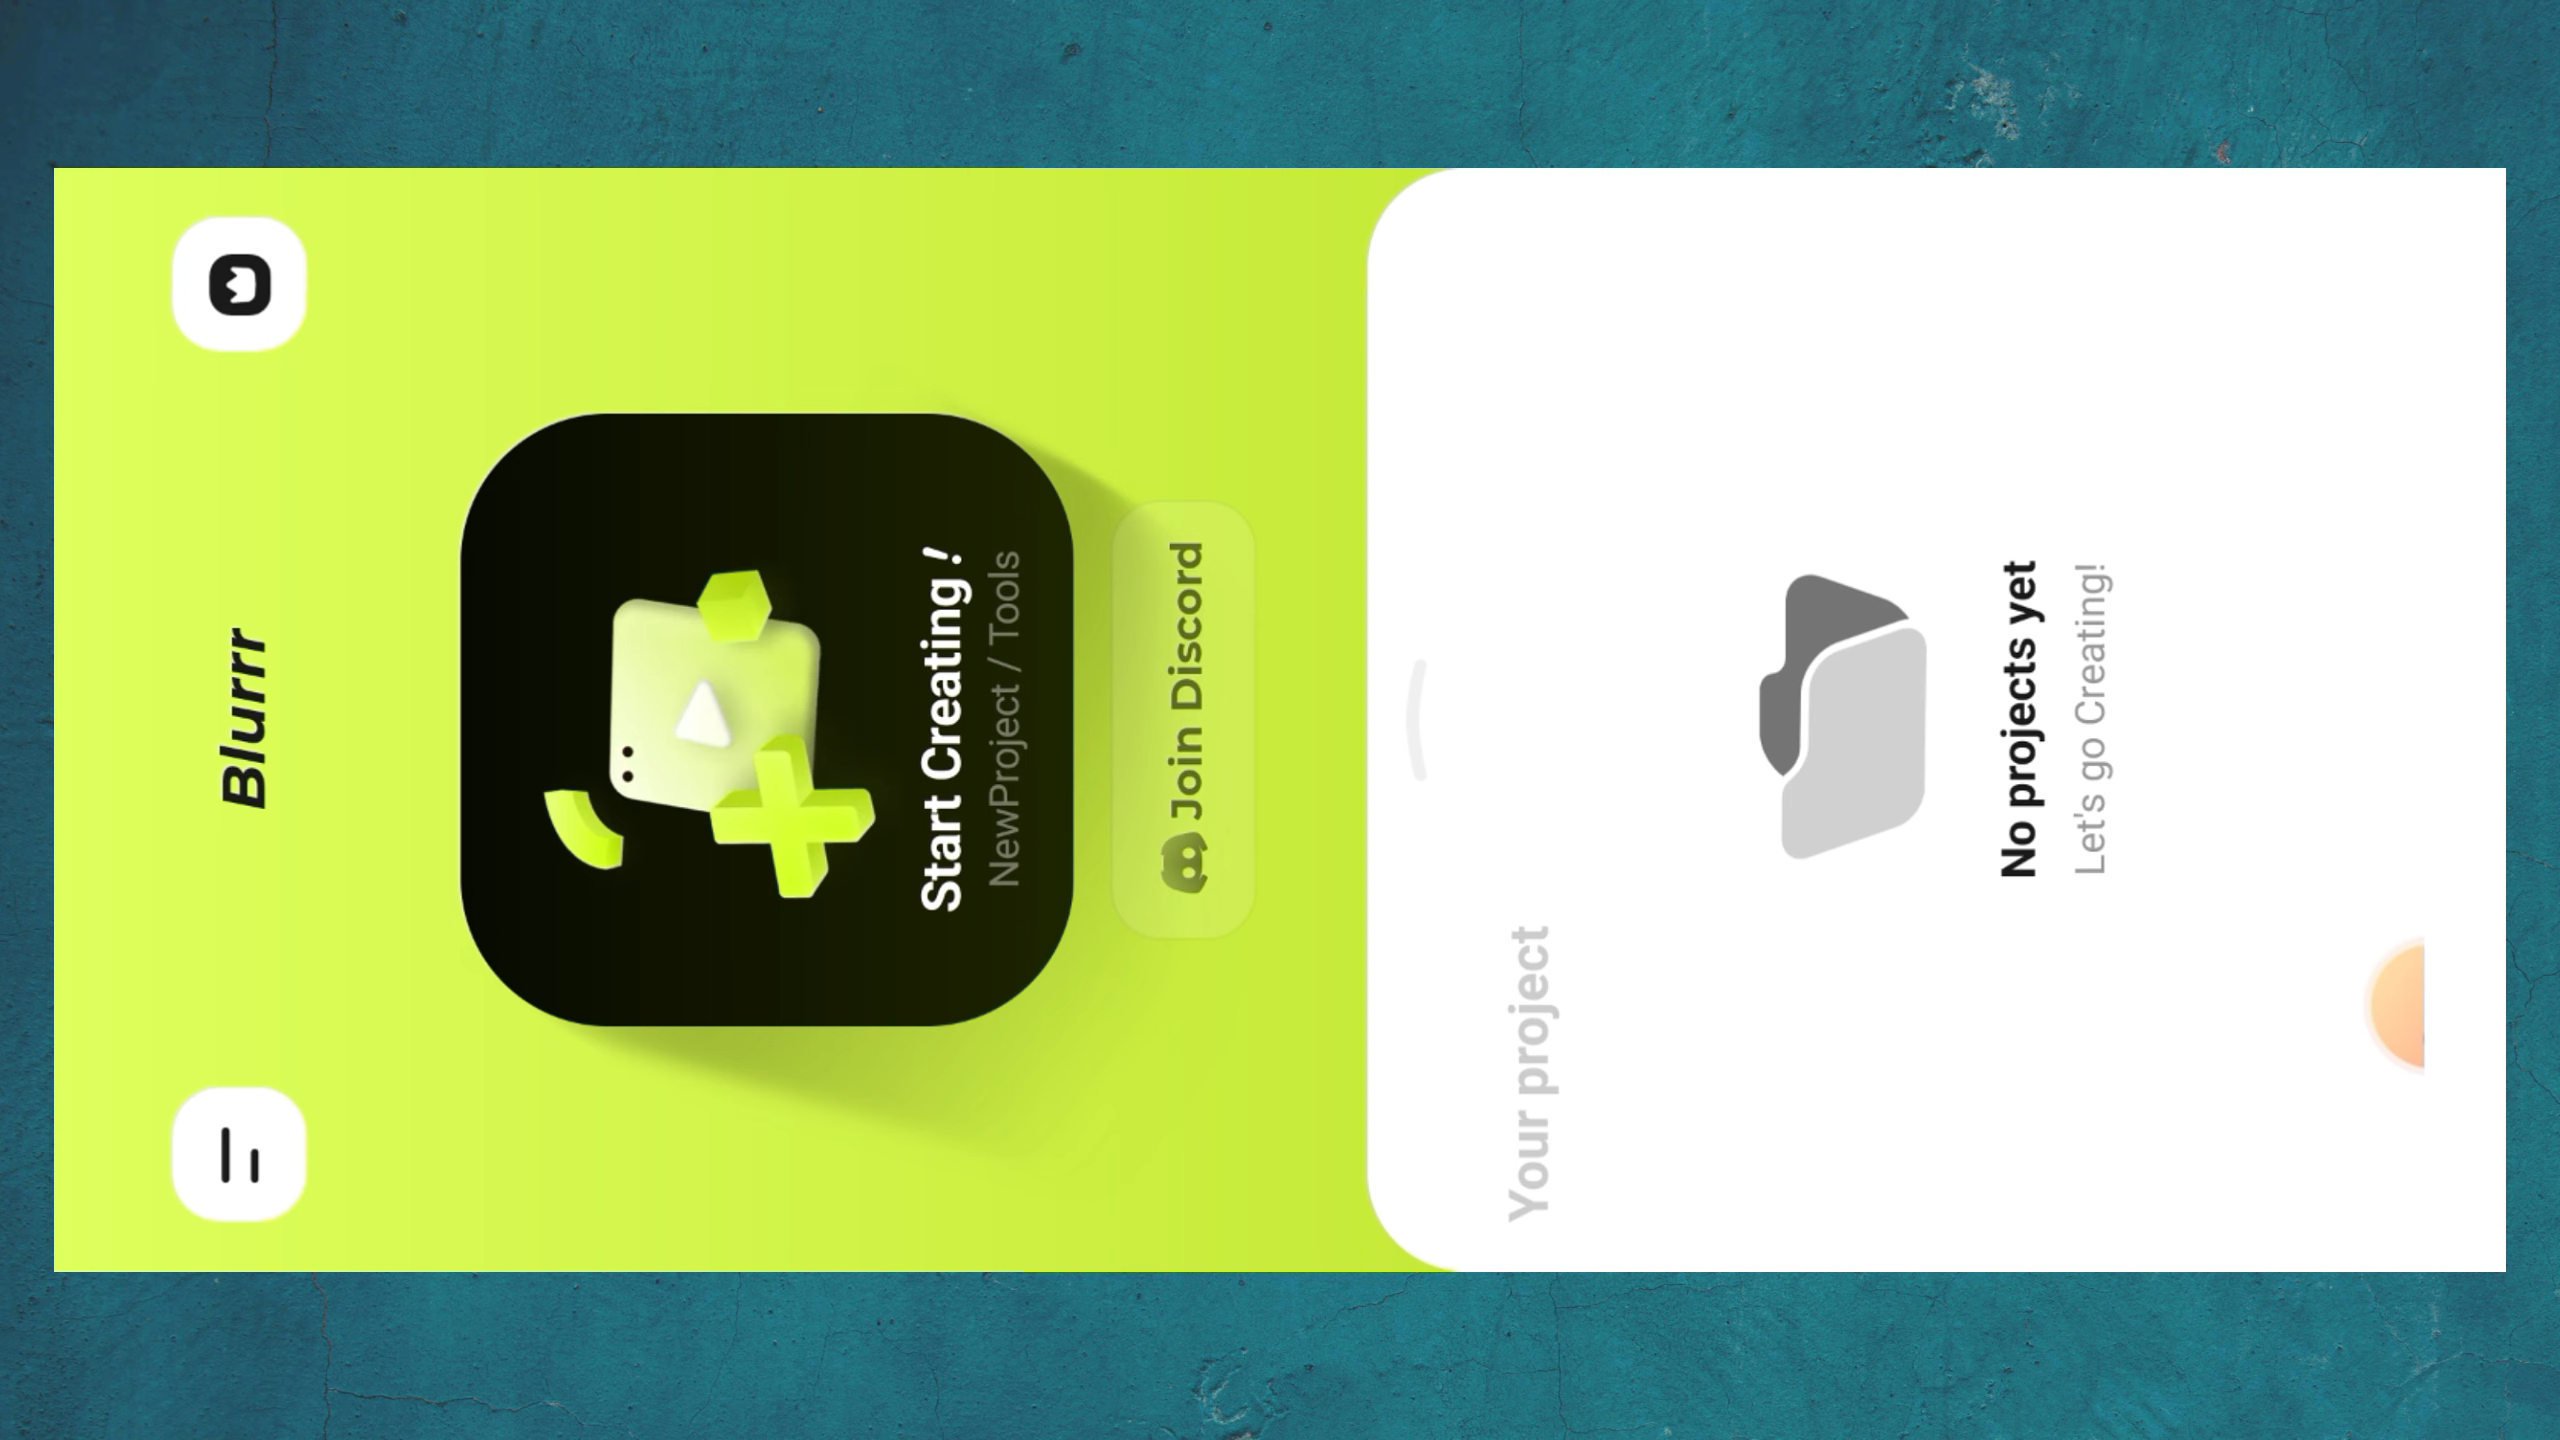 Blurrr
Start Creating !
NewProject / Tools
Join Discord
Your project
No projects yet
Let's go Creating!